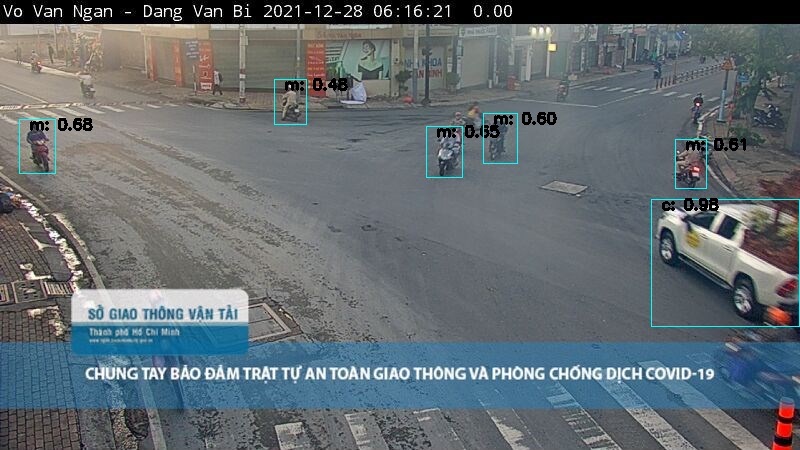 Vo Van Ngan - Dang Van Bi 2021-12-28 06:16:21 0.00
m: 0.48
m: 0.68
m: 0.60
m: 0.65
m: 0.61
c: 0.98
SỞ GIAO THÔNG VẬN TẢI
Thành phố Hồ Chí Minh
CHUNG TAY BẢO ĐẢM TRẬT TỰ AN TOÀN GIAO THÔNG VÀ PHÒNG CHỐNG DỊCH COVID-19